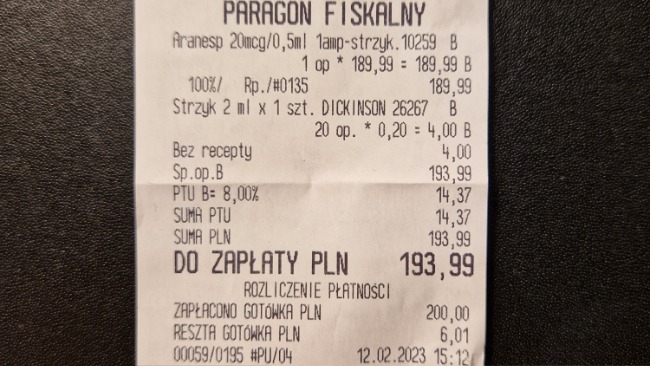 PARAGON FISKALNY
Aranesp 20mcg/0,5ml 1amp-strzyk.10259 B
1 op * 189,99 = 189,99 B
100%/ Rp./#0135 189,99
Strzyk 2 ml x 1 szt. DICKINSON 26267 B
20 op. * 0,20 = 4,00 B
Bez recepty 4,00
Sp.op.B 193,99
PTU B= 8,00% 14,37
SUMA PTU 14,37
SUMA PLN 193,99
DO ZAPŁATY PLN 193,99
ROZLICZENIE PŁATNOŚCI
ZAPŁACONO GOTÓWKA PLN 200,00
RESZTA GOTÓWKA PLN 6,01
00059/0195 #PU/04 12.02.2023 15:12